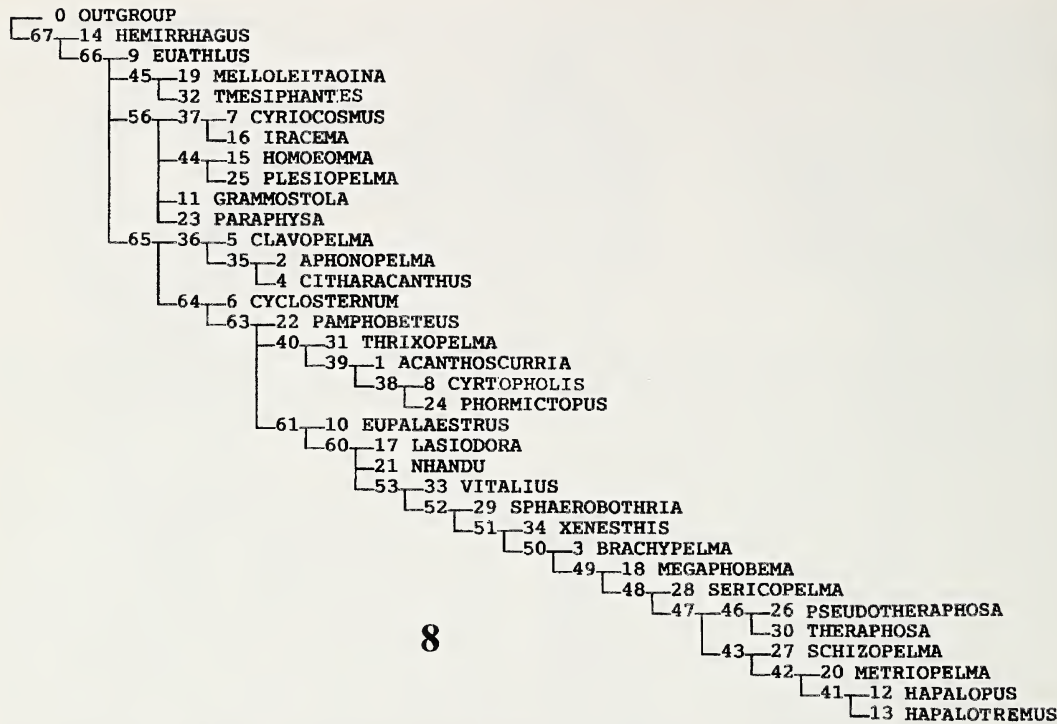 0 OUTGROUP
67 14 HEMIRRHAGUS
66 9 EUATHLUS
45 19 MELLOLEITAOINA
32 TMESIPHANTES
56 37 7 CYRIOCOSMUS
16 IRACEMA
44 15 HOMOEOMMA
25 PLESIOPELMA
11 GRAMMOSTOLA
23 PARAPHYSA
65 36 5 CLAVOPELMA
35 2 APHONOPELMA
4 CITHARACANTHUS
64 6 CYCLOSTERNUM
63 22 PAMPHOBETEUS
40 31 THRIXOPELMA
39 1 ACANTHOSCURRIA
38 8 CYRTOPHOLIS
24 PHORMICTOPUS
61 10 EUPALAESTRUS
60 17 LASIODORA
21 NHANDU
53 33 VITALIUS
52 29 SPHAEROBOTHRIA
51 34 XENESTHIS
50 3 BRACHYPELMA
49 18 MEGAPHOBEMA
48 28 SERICOPELMA
47 46 26 PSEUDOTHERAPHOSA
30 THERAPHOSA
8
43 27 SCHIZOPELMA
42 20 METRIOPELMA
41 12 HAPALOPUS
13 HAPALOTREMUS